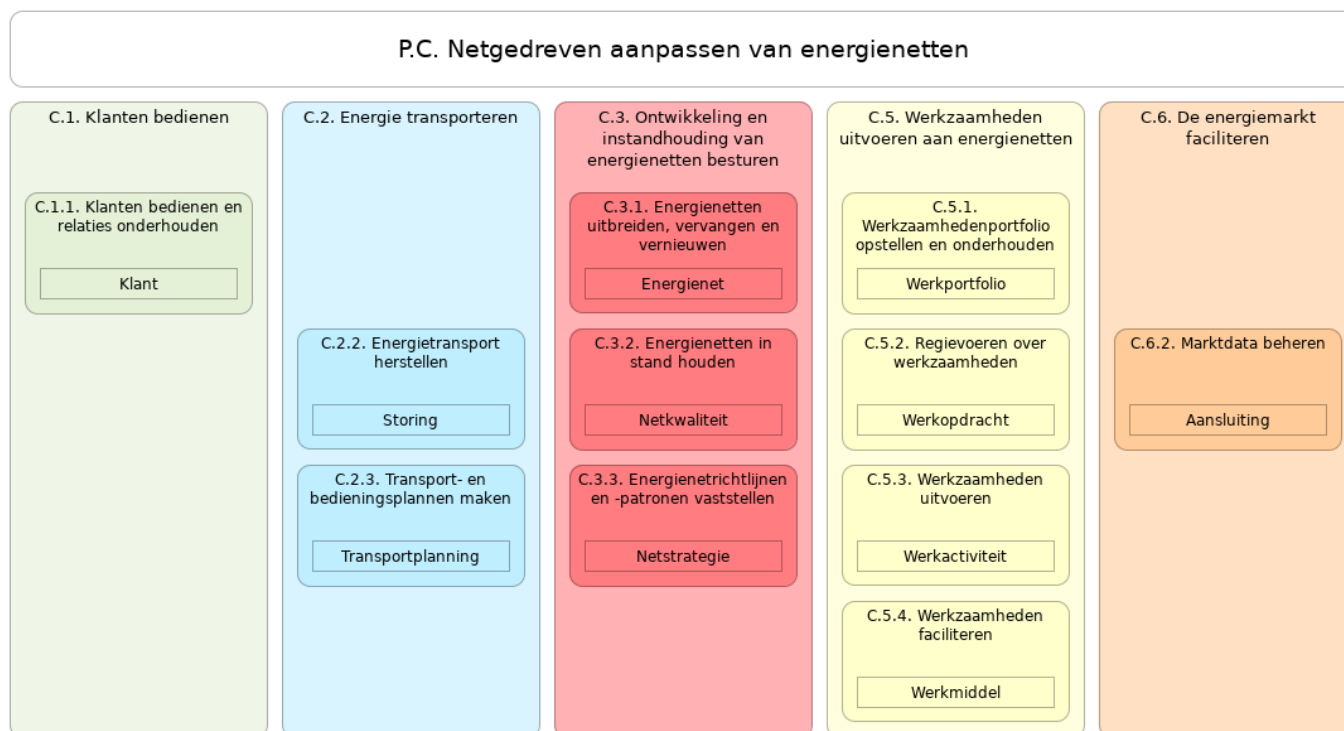 P.C. Netgedreven aanpassen van energienetten
C.1. Klanten bedienen
C.1.1. Klanten bedienen en
relaties onderhouden
Klant
C.2. Energie transporteren
C.2.2. Energietransport
herstellen
Storing
C.2.3. Transport- en
bedieningsplannen maken
Transportplanning
C.3. Ontwikkeling en
instandhouding van
energienetten besturen
C.3.1. Energienetten
uitbreiden, vervangen en
vernieuwen
Energienet
C.3.2. Energienetten in
stand houden
Netkwaliteit
C.3.3. Energienetrichtlijnen
en -patronen vaststellen
Netstrategie
C.5. Werkzaamheden
uitvoeren aan energienetten
C.5.1.
Werkzaamhedenportfolio
opstellen en onderhouden
Werkportfolio
C.5.2. Regievoeren over
werkzaamheden
Werkopdracht
C.5.3. Werkzaamheden
uitvoeren
Werkactiviteit
C.5.4. Werkzaamheden
faciliteren
Werkmiddel
C.6. De energiemarkt
faciliteren
C.6.2. Marktdata beheren
Aansluiting